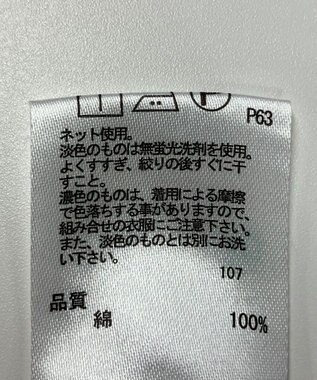 P63
ネット使用。
淡色のものは無蛍光洗剤を使用。
よくすすぎ、絞りの後すぐに干
すこと。
濃色のものは、着用による摩擦
で色落ちする事がありますので、
組み合せの衣服にご注意下さい。
また、淡色のものとは別にお洗
い下さい。
107
品質
綿 100%